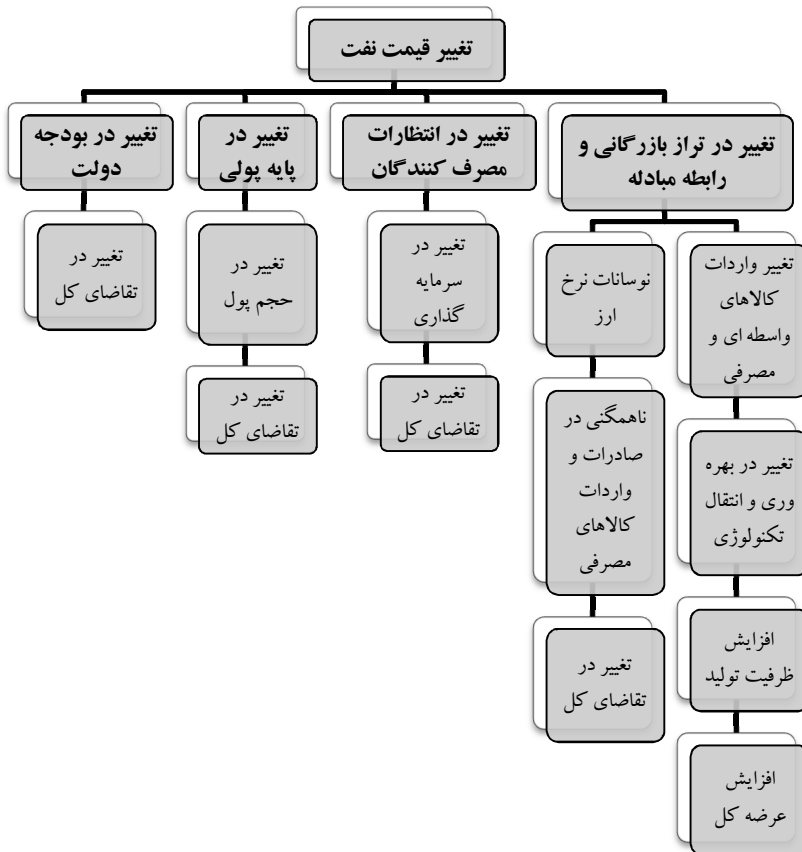 تغییر قیمت نفت
تغییر در تراز بازرگانی و
رابطه مبادله
تغییر در انتظارات
مصرف کنندگان
تغییر در
پایه پولی
تغییر در بودجه
دولت
تغییر واردات
کالاهای
واسطه ای و
مصرفی
نوسانات نرخ
ارز
تغییر در
سرمایه
گذاری
تغییر در
حجم پول
تغییر در
تقاضای کل
تغییر در بهره
وری و انتقال
تکنولوژی
ناهمگنی در
صادرات و
واردات
کالاهای
مصرفی
تغییر در
تقاضای کل
تغییر در
تقاضای کل
افزایش
ظرفیت تولید
تغییر در
تقاضای کل
افزایش
عرضه کل